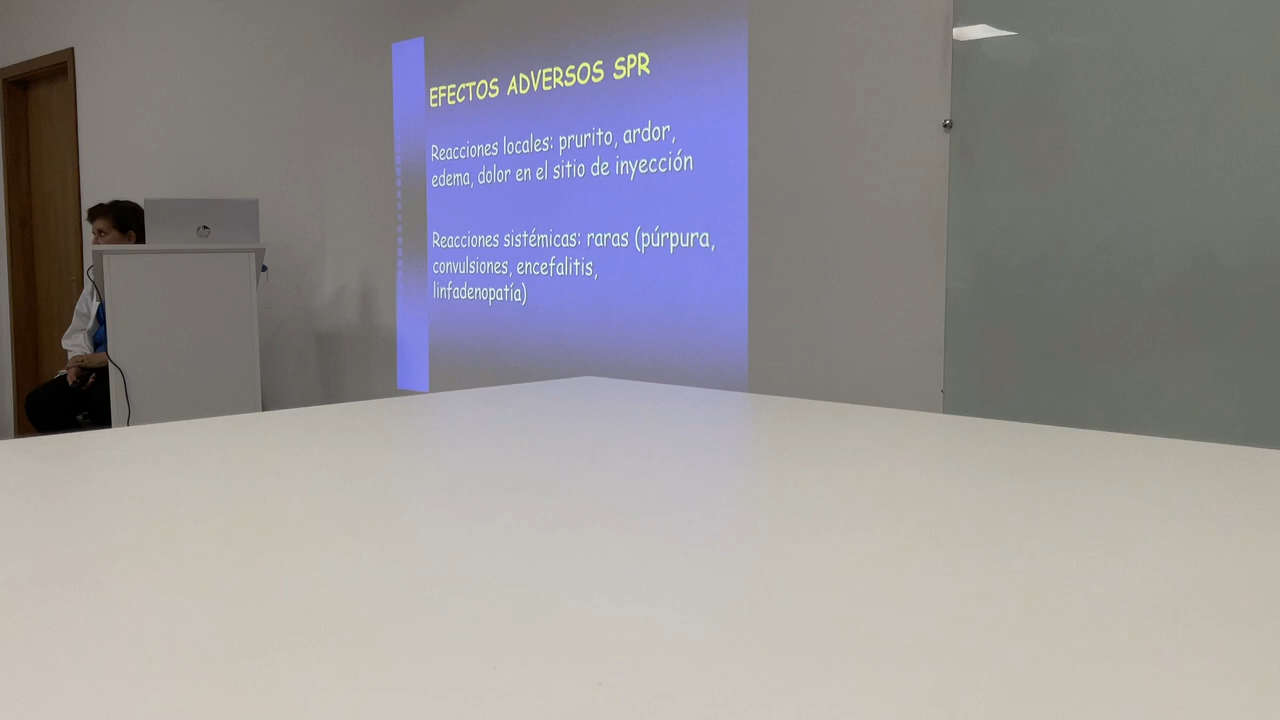 EFECTOS ADVERSOS SPR
Reacciones locales: prurito, ardor,
edema, dolor en el sitio de inyección
Reacciones sistémicas: raras (púrpura,
convulsiones, encefalitis,
linfadenopatía)